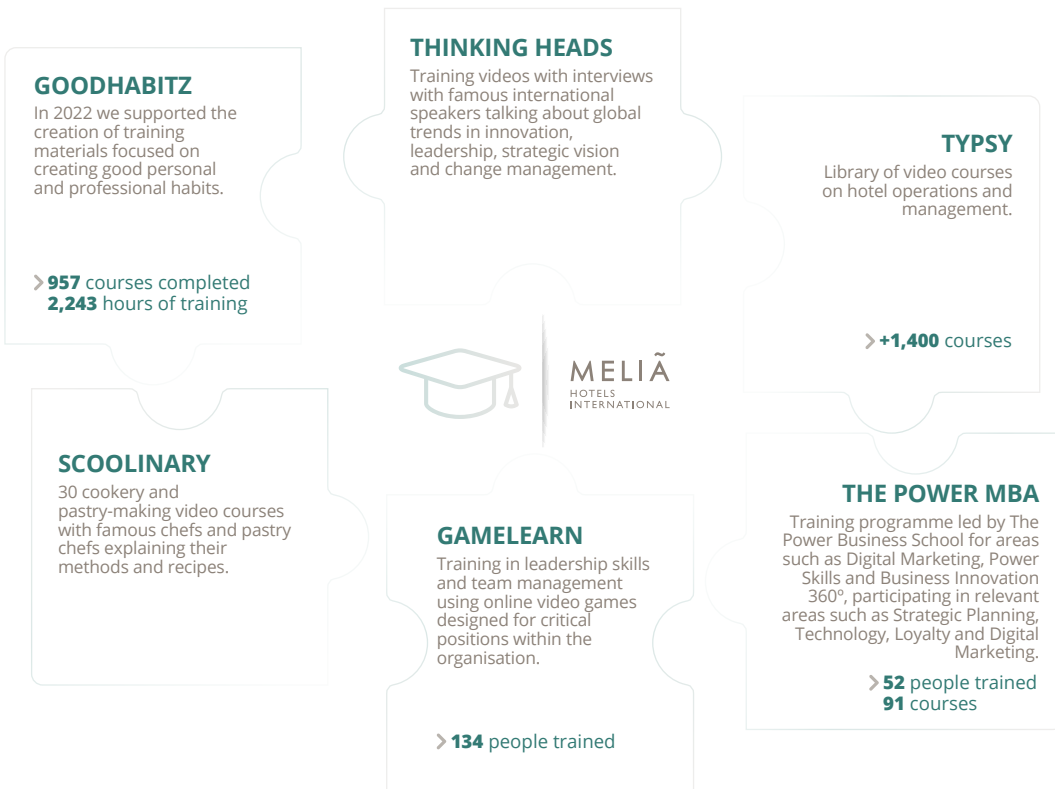 GOODHABITZ
In 2022 we supported the
creation of training
materials focused on
creating good personal
and professional habits.
957 courses completed
2,243 hours of training
THINKING HEADS
Training videos with interviews
with famous international
speakers talking about global
trends in innovation,
leadership, strategic vision
and change management.
TYPSY
Library of video courses
on hotel operations and
management.
+1,400 courses
MELIÃ
HOTELS
INTERNATIONAL
SCOOLINARY
30 cookery and
pastry-making video courses
with famous chefs and pastry
chefs explaining their
methods and recipes.
GAMELEARN
Training in leadership skills
and team management
using online video games
designed for critical
positions within the
organisation.
134 people trained
THE POWER MBA
Training programme led by The
Power Business School for areas
such as Digital Marketing, Power
Skills and Business Innovation
360º, participating in relevant
areas such as Strategic Planning,
Technology, Loyalty and Digital
Marketing.
52 people trained
91 courses